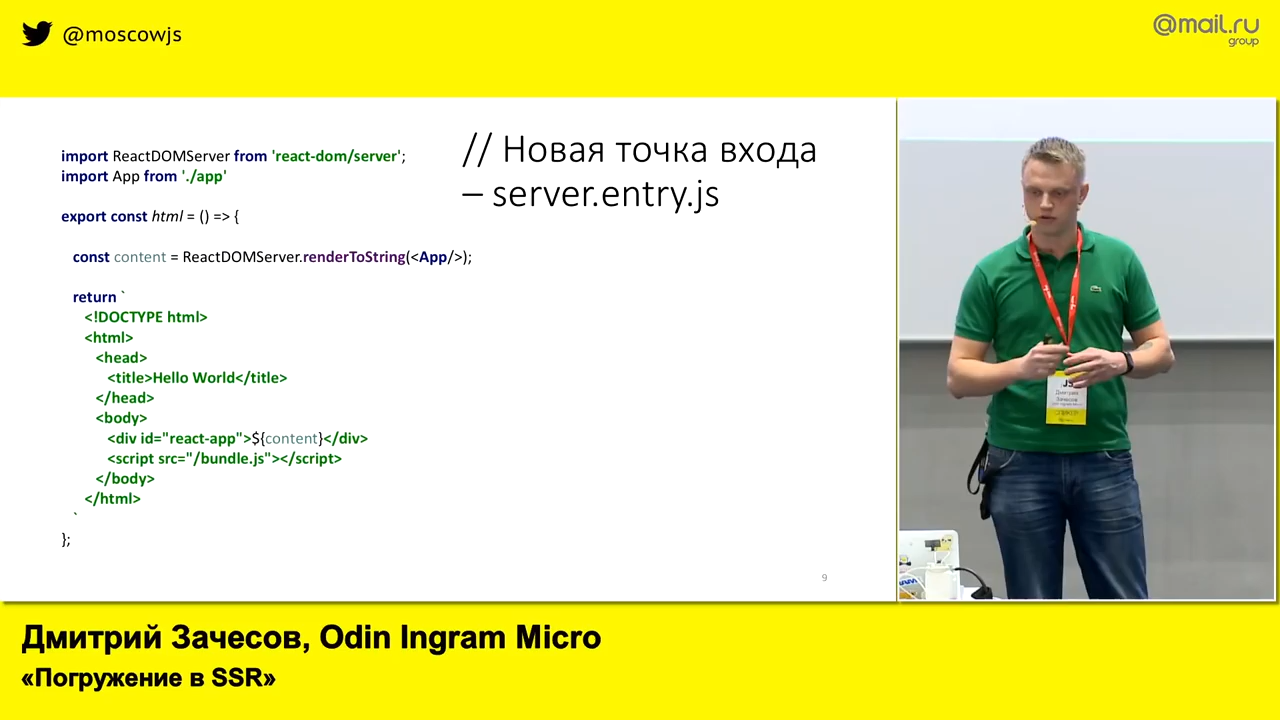 @moscowjs
@mail.ru
group
// Новая точка входа
– server.entry.js
import ReactDOMServer from 'react-dom/server';
import App from './app'
export const html = () => {
const content = ReactDOMServer.renderToString(<App/>);
return `
<!DOCTYPE html>
<html>
<head>
<title>Hello World</title>
</head>
<body>
<div id="react-app">${content}</div>
<script src="/bundle.js"></script>
</body>
</html>
`
};
9
JS
Дмитрий
Зачесов
Дмитрий Зачесов, Odin Ingram Micro
«Погружение в SSR»